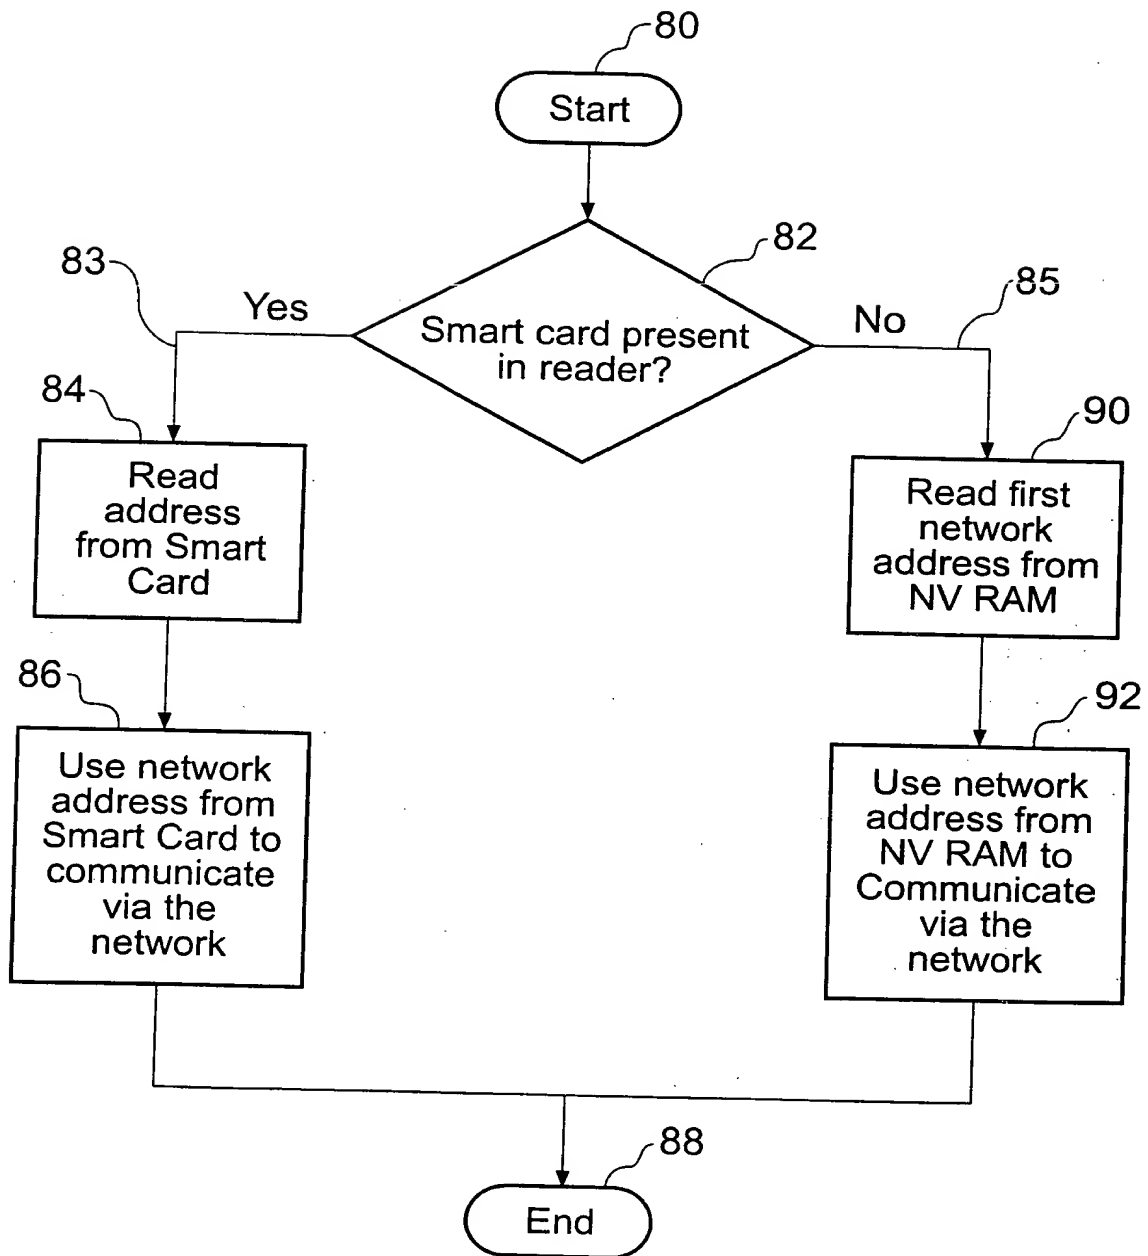 80
Start
82
83
Yes
85
No
Smart card present
in reader?
84
Read
address
from Smart
Card
90
Read first
network
address from
NV RAM
86
Use network
address from
Smart Card to
communicate
via the
network
92
Use network
address from
NV RAM to
Communicate
via the
network
88
End